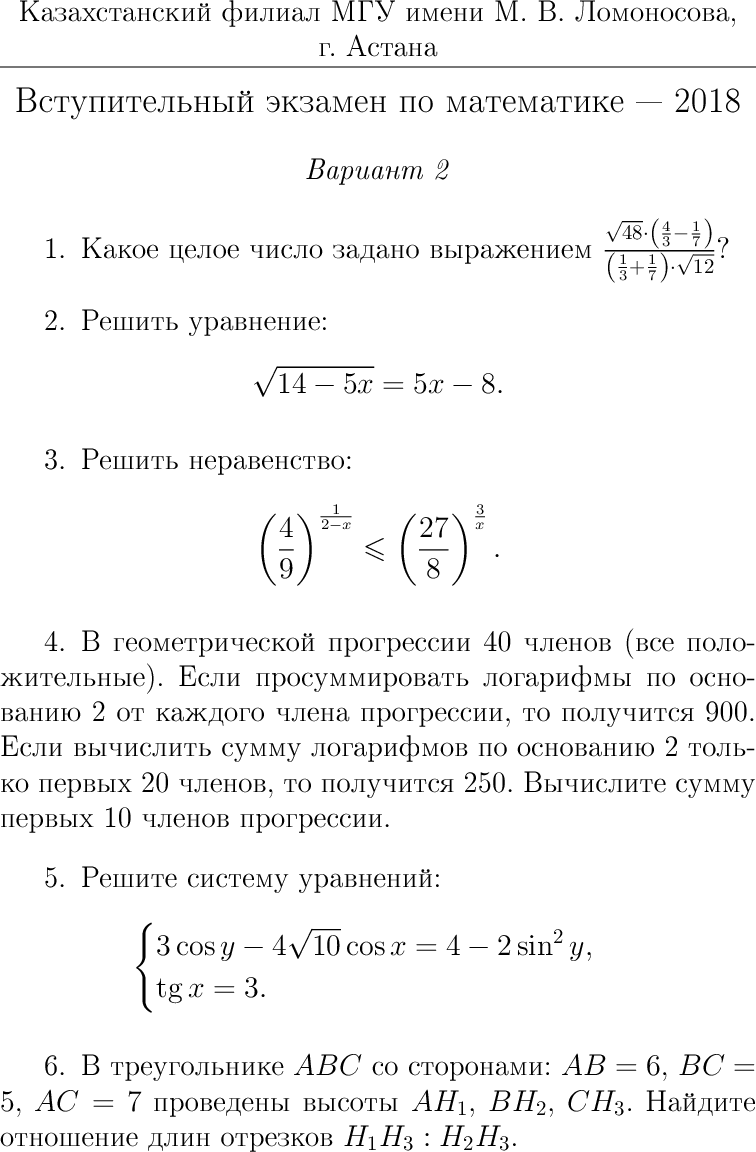 Казахстанский филиал МГУ имени М. В. Ломоносова,
г. Астана
Вступительный экзамен по математике — 2018
Вариант 2
1. Какое целое число задано выражением $\frac{\sqrt{48}\cdot\left(\frac{4}{3}-\frac{1}{7}\right)}{\left(\frac{1}{3}+\frac{1}{7}\right)\cdot\sqrt{12}}$?
2. Решить уравнение:
$\sqrt{14-5x}=5x-8.$
3. Решить неравенство:
$\left(\frac{4}{9}\right)^{\frac{1}{2-x}}\leqslant\left(\frac{27}{8}\right)^{\frac{3}{x}}.$
4. В геометрической прогрессии 40 членов (все поло-
жительные). Если просуммировать логарифмы по осно-
ванию 2 от каждого члена прогрессии, то получится 900.
Если вычислить сумму логарифмов по основанию 2 толь-
ко первых 20 членов, то получится 250. Вычислите сумму
первых 10 членов прогрессии.
5. Решите систему уравнений:
$\begin{cases}3\cos y-4\sqrt{10}\cos x=4-2\sin^2 y,\\ \operatorname{tg} x=3.\end{cases}$
6. В треугольнике $ABC$ со сторонами: $AB=6$, $BC=$
$5$, $AC=7$ проведены высоты $AH_1$, $BH_2$, $CH_3$. Найдите
отношение длин отрезков $H_1H_3:H_2H_3$.